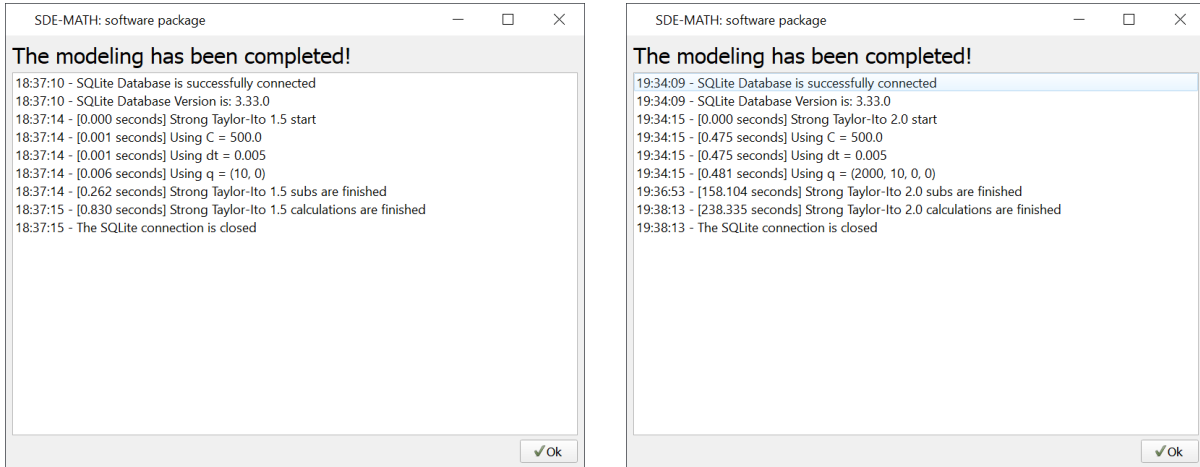 SDE-MATH: software package
The modeling has been completed!
18:37:10 - SQLite Database is successfully connected
18:37:10 - SQLite Database Version is: 3.33.0
18:37:14 - [0.000 seconds] Strong Taylor-Ito 1.5 start
18:37:14 - [0.001 seconds] Using C = 500.0
18:37:14 - [0.001 seconds] Using dt = 0.005
18:37:14 - [0.006 seconds] Using q = (10, 0)
18:37:14 - [0.262 seconds] Strong Taylor-Ito 1.5 subs are finished
18:37:15 - [0.830 seconds] Strong Taylor-Ito 1.5 calculations are finished
18:37:15 - The SQLite connection is closed
Ok
SDE-MATH: software package
The modeling has been completed!
19:34:09 - SQLite Database is successfully connected
19:34:09 - SQLite Database Version is: 3.33.0
19:34:15 - [0.000 seconds] Strong Taylor-Ito 2.0 start
19:34:15 - [0.475 seconds] Using C = 500.0
19:34:15 - [0.475 seconds] Using dt = 0.005
19:34:15 - [0.481 seconds] Using q = (2000, 10, 0, 0)
19:36:53 - [158.104 seconds] Strong Taylor-Ito 2.0 subs are finished
19:38:13 - [238.335 seconds] Strong Taylor-Ito 2.0 calculations are finished
19:38:13 - The SQLite connection is closed
Ok